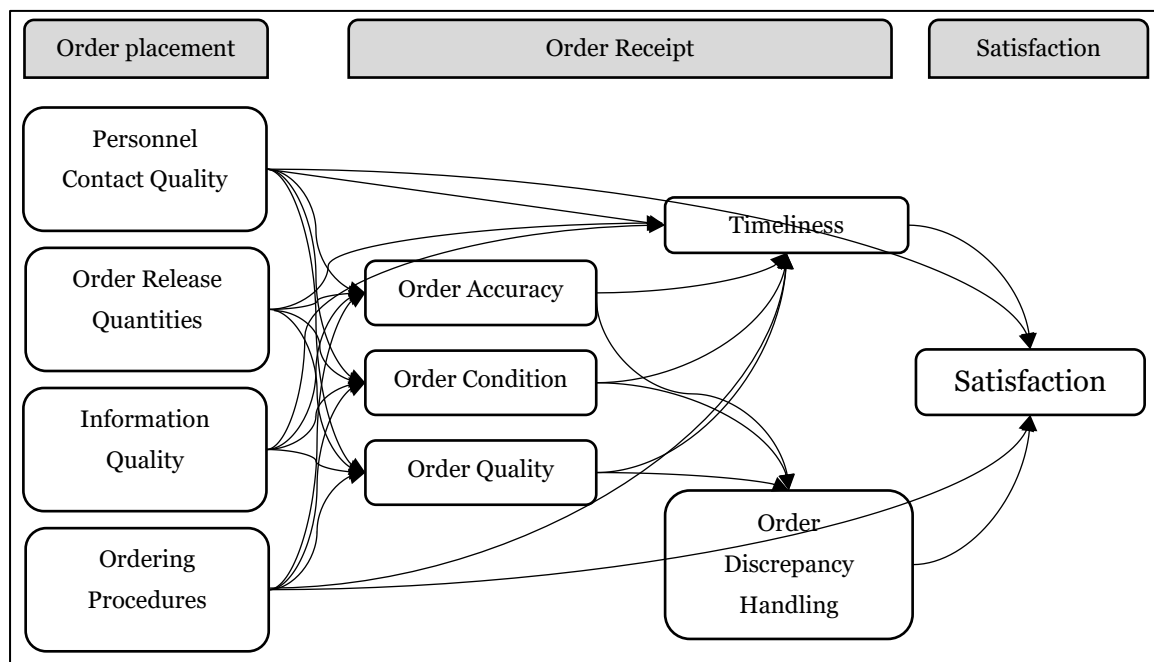 Order placement
Order Receipt
Satisfaction
Personnel
Contact Quality
Order Release
Quantities
Information
Quality
Ordering
Procedures
Order Accuracy
Order Condition
Order Quality
Timeliness
Order
Discrepancy
Handling
Satisfaction